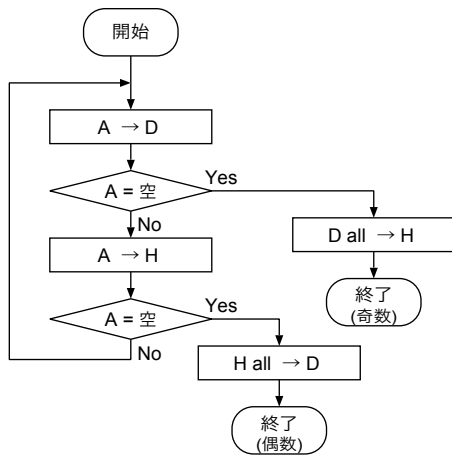 開始
A → D
A = 空
Yes
No
D all → H
A → H
終了
(奇数)
A = 空
Yes
No
H all → D
終了
(偶数)